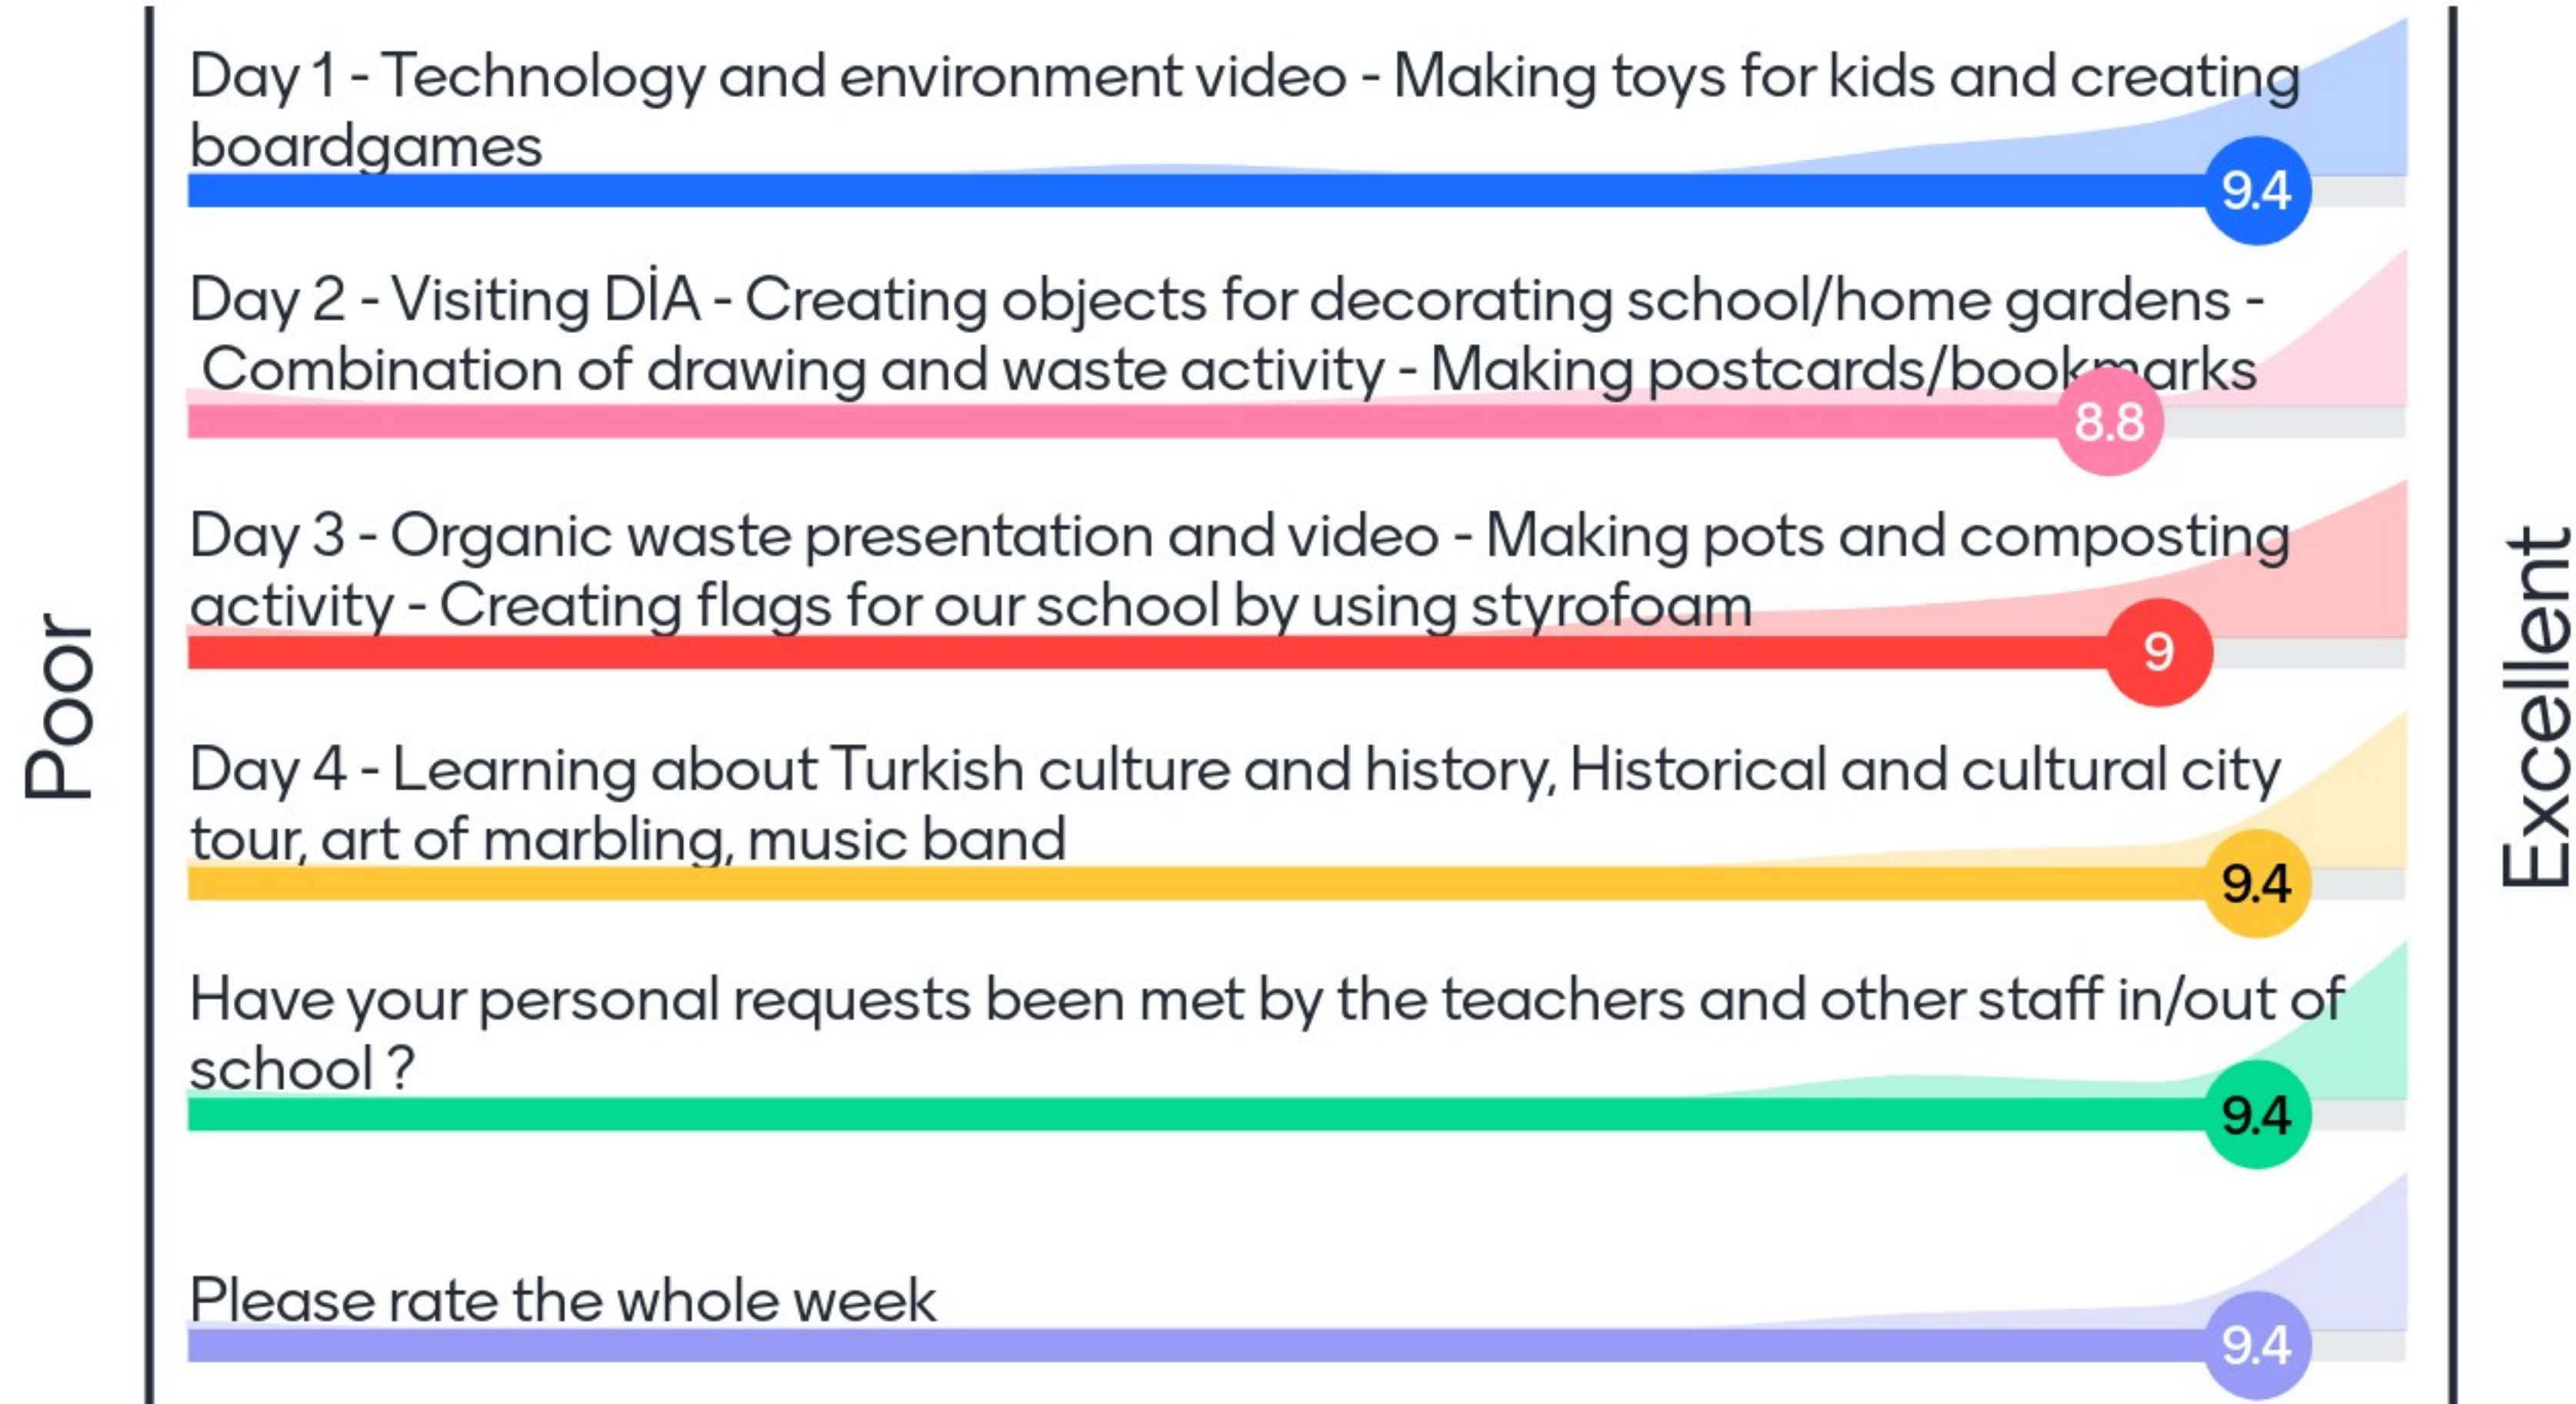 Poor
Day 1 - Technology and environment video - Making toys for kids and creating
boardgames
9.4
Day 2 - Visiting DİA - Creating objects for decorating school/home gardens -
Combination of drawing and waste activity - Making postcards/bookmarks
8.8
Day 3 - Organic waste presentation and video - Making pots and composting
activity - Creating flags for our school by using styrofoam
9
Day 4 - Learning about Turkish culture and history, Historical and cultural city
tour, art of marbling, music band
9.4
Have your personal requests been met by the teachers and other staff in/out of
school ?
9.4
Please rate the whole week
9.4
Excellent